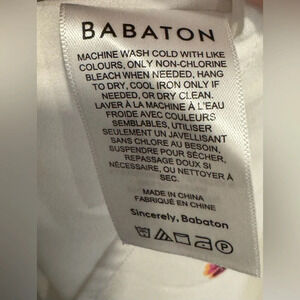 BABATON
MACHINE WASH COLD WITH LIKE
COLOURS, ONLY NON-CHLORINE
BLEACH WHEN NEEDED, HANG
TO DRY, COOL IRON ONLY IF
NEEDED, OR DRY CLEAN.
LAVER À LA MACHINE À L'EAU
FROIDE AVEC COULEURS
SEMBLABLES, UTILISER
SEULEMENT UN JAVELLISANT
SANS CHLORE AU BESOIN,
SUSPENDRE POUR SÉCHER,
REPASSAGE DOUX SI
NÉCESSAIRE, OU NETTOYER À
SEC.
MADE IN CHINA
FABRIQUÉ EN CHINE
Sincerely, Babaton
P